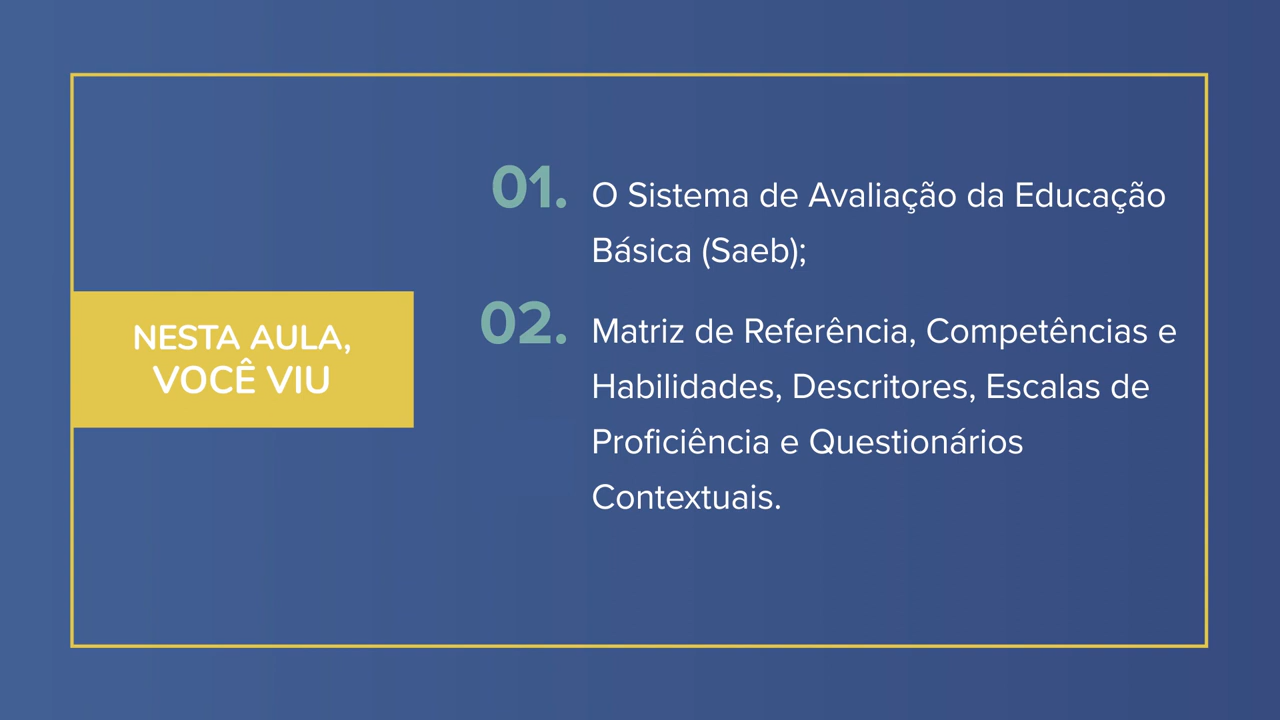 NESTA AULA,
VOCÊ VIU
01. O Sistema de Avaliação da Educação
Básica (Saeb);
02. Matriz de Referência, Competências e
Habilidades, Descritores, Escalas de
Proficiência e Questionários
Contextuais.